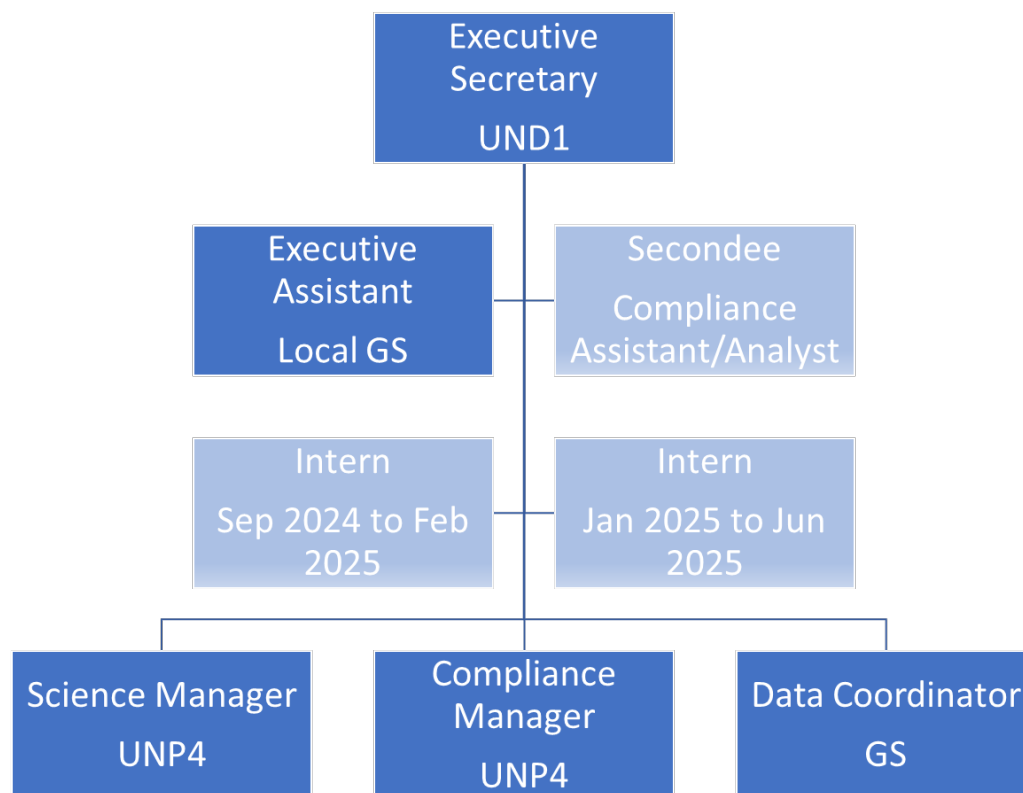 Executive
Secretary
UND1
Executive
Assistant
Local GS
Secondee
Compliance
Assistant/Analyst
Intern
Sep 2024 to Feb
2025
Intern
Jan 2025 to Jun
2025
Science Manager
UNP4
Compliance
Manager
UNP4
Data Coordinator
GS